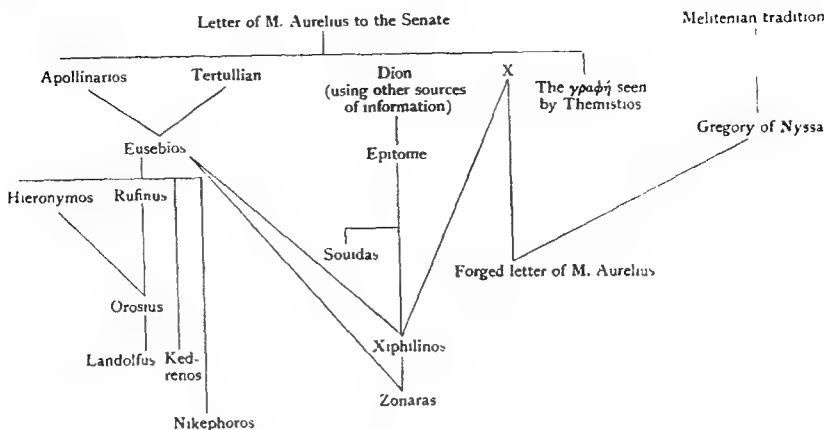 Letter of M. Aurelius to the Senate
Melitenian tradition
Apollinarios
Tertullian
Dion
(using other sources
of information)
X
The γραφή seen
by Themistios
Gregory of Nyssa
Eusebios
Epitome
Hieronymos
Rufinus
Souidas
Forged letter of M. Aurelius
Orosius
Xiphilinos
Landolfus
Ked-
renos
Zonaras
Nikephoros